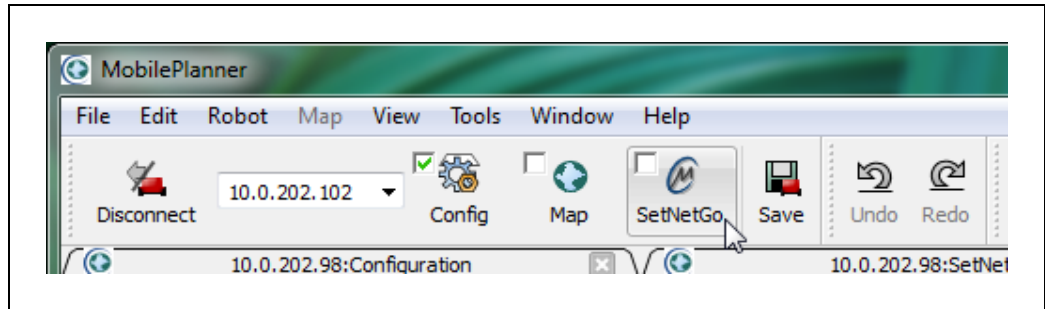 MobilePlanner
File Edit Robot Map View Tools Window Help
10.0.202.102
Disconnect Config Map SetNetGo Save Undo Redo
10.0.202.98:Configuration 10.0.202.98:SetNet